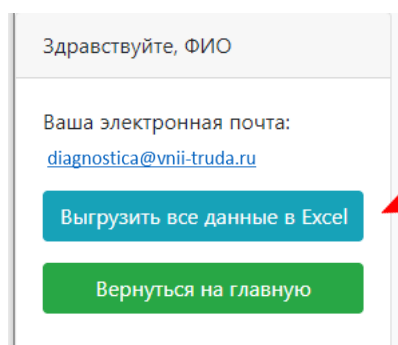 Здравствуйте, ФИО
Ваша электронная почта:
diagnostica@vnii-truda.ru
Выгрузить все данные в Excel
Вернуться на главную